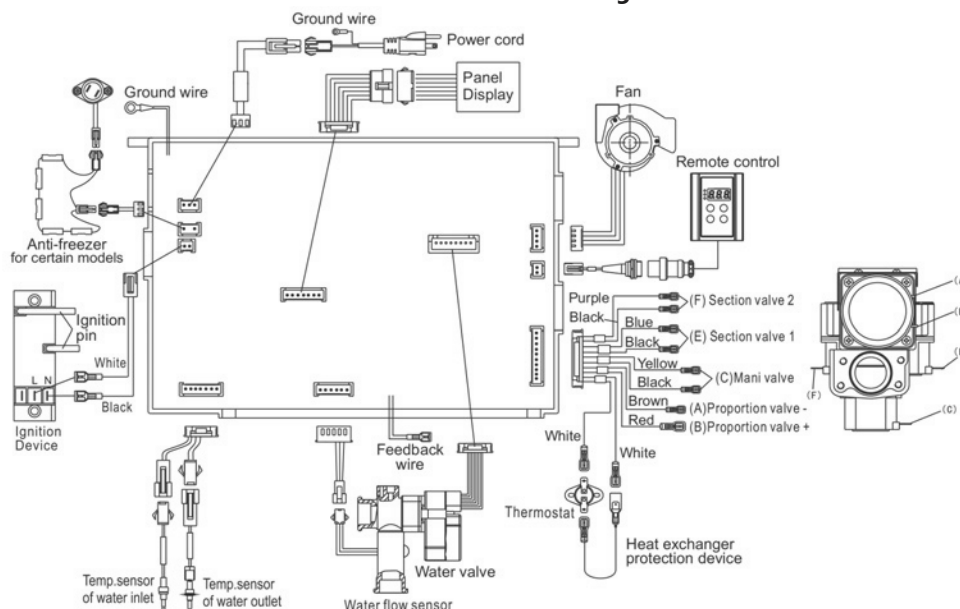 Ground wire
Power cord
Panel
Display
Ground wire
Fan
Remote control
Anti-freezer
for certain models
Purple
(F) Section valve 2
Black
Blue
(E) Section valve 1
Black
Yellow
(C)Mani valve
Black
Brown
(A)Proportion valve -
Red
(B)Proportion valve +
Ignition
pin
White
L N
Black
Ignition
Device
Feedback
wire
White
White
Thermostat
Heat exchanger
protection device
Water valve
Temp.sensor
of water inlet
Temp.sensor
of water outlet
Water flow sensor
(F)
(C)